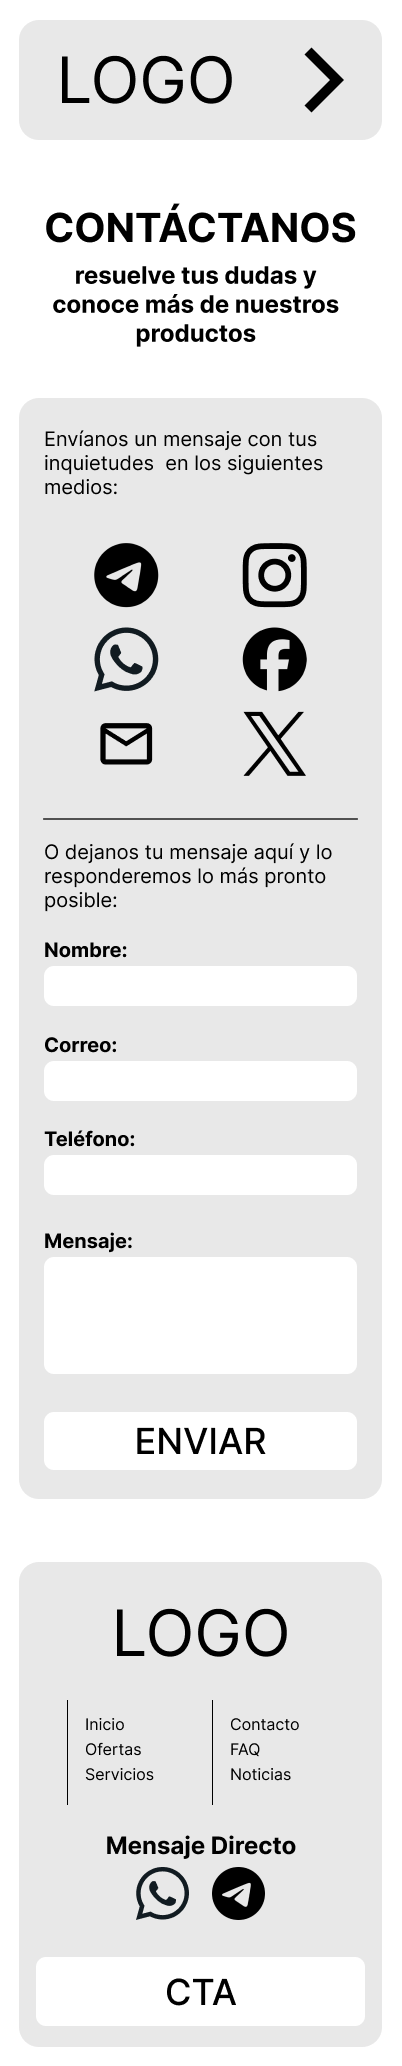 LOGO
CONTÁCTANOS
resuelve tus dudas y
conoce más de nuestros
productos
Envíanos un mensaje con tus
inquietudes  en los siguientes
medios:
O dejanos tu mensaje aquí y lo
responderemos lo más pronto
posible:
Nombre:
Correo:
Teléfono:
Mensaje:
ENVIAR
LOGO
Inicio
Ofertas
Servicios
Contacto
FAQ
Noticias
Mensaje Directo
CTA